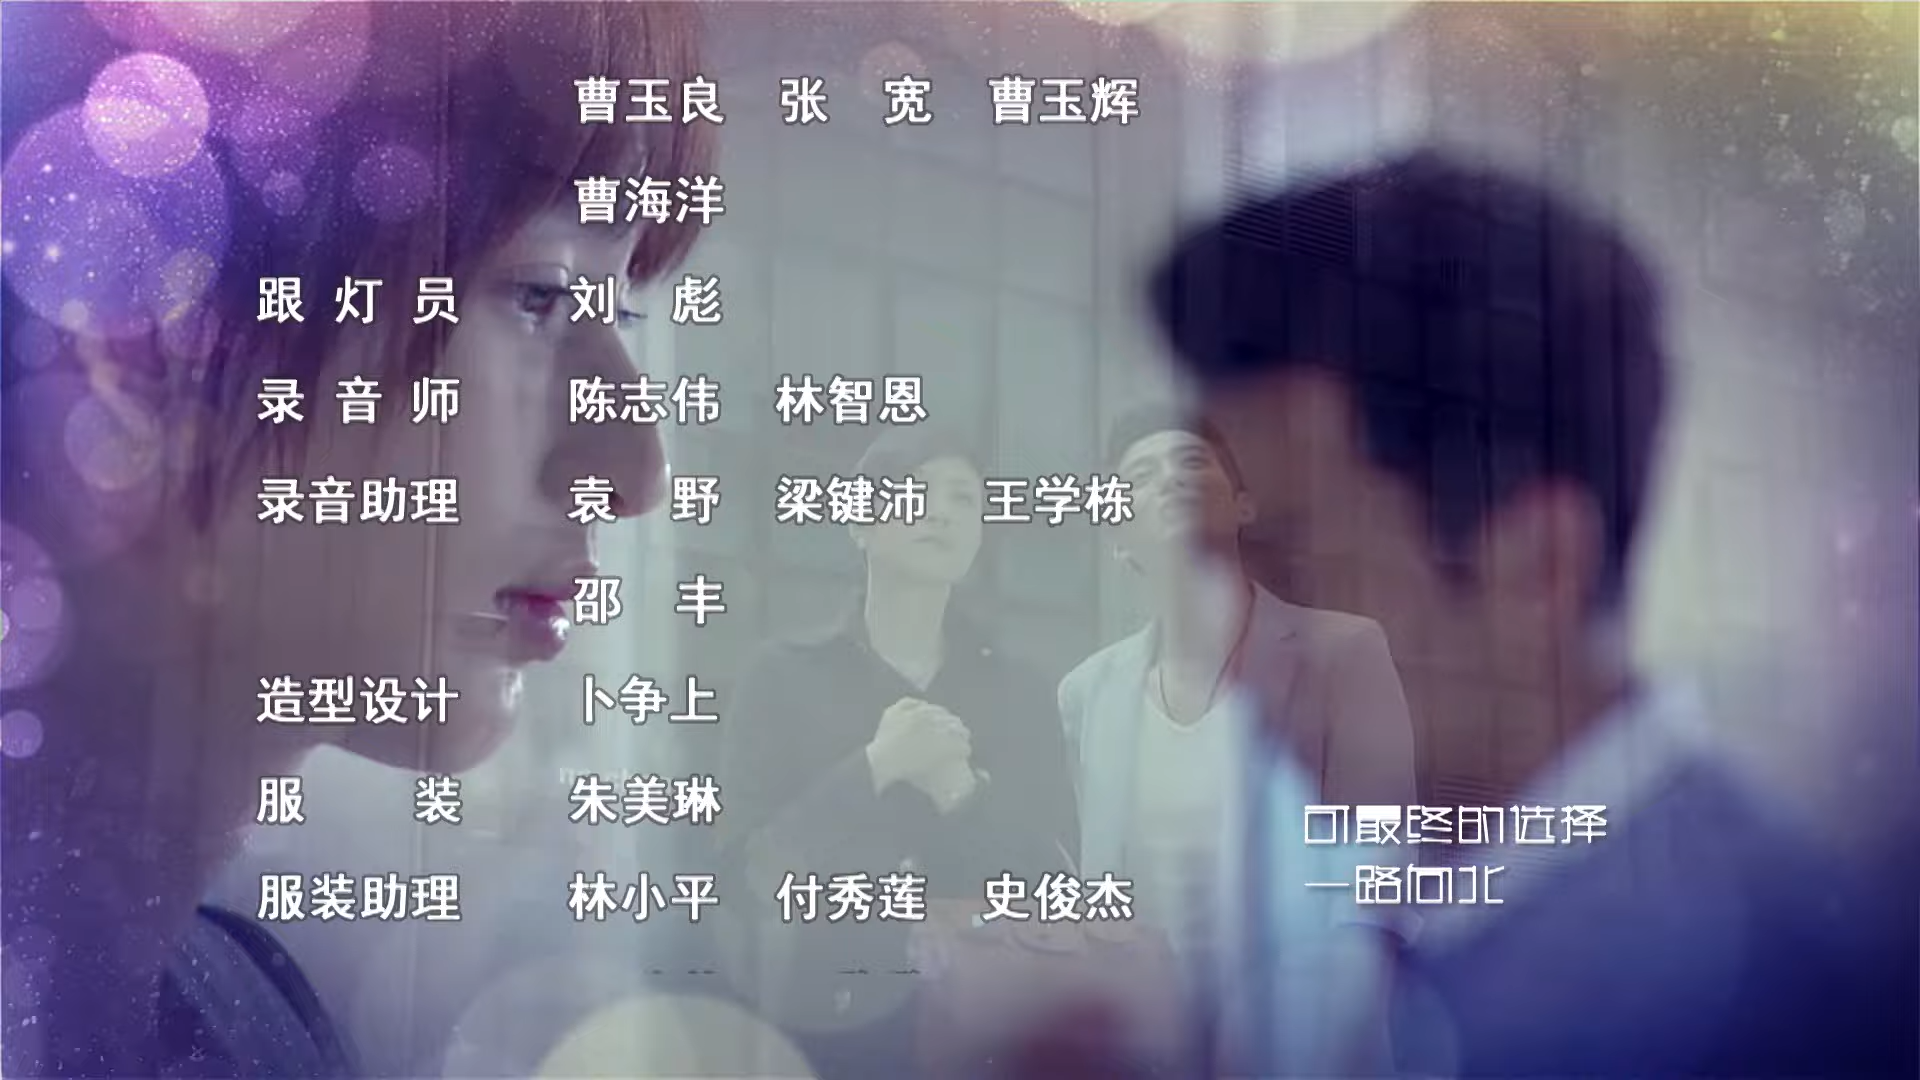 曹玉良 张 宽 曹玉辉
曹海洋
跟灯员 刘 彪
录音师 陈志伟 林智恩
录音助理 袁 野 梁键沛 王学栋
邵 丰
造型设计 卜争上
服装 朱美琳
服装助理 林小平 付秀莲 史俊杰
可最终的选择
一路向北